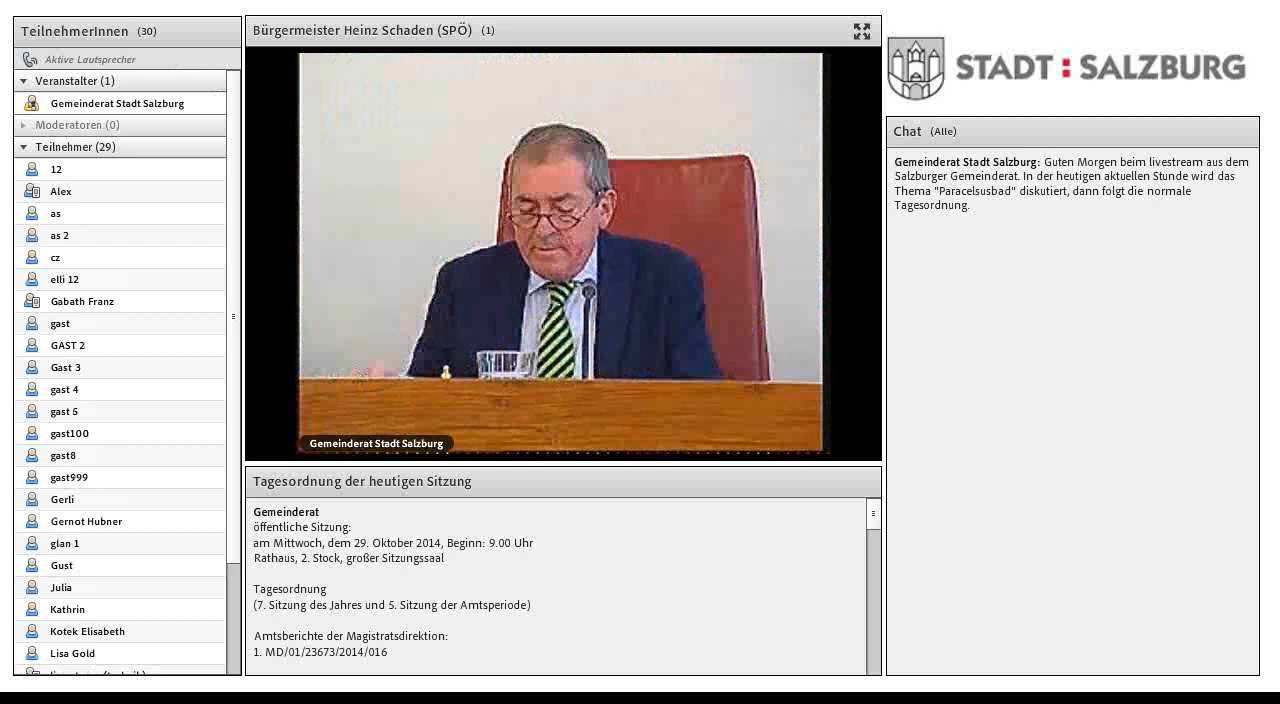 TeilnehmerInnen (30)
Aktive Lautsprecher
Veranstalter (1)
Gemeinderat Stadt Salzburg
Moderatoren (0)
Teilnehmer (29)
12
Alex
as
as 2
cz
elli 12
Gabath Franz
gast
GAST 2
Gast 3
gast 4
gast 5
gast100
gast8
gast999
Gerli
Gernot Hubner
glan 1
Gust
Julia
Kathrin
Kotek Elisabeth
Lisa Gold
Bürgermeister Heinz Schaden (SPÖ) (1)
Gemeinderat Stadt Salzburg
Tagesordnung der heutigen Sitzung
Gemeinderat
öffentliche Sitzung:
am Mittwoch, dem 29. Oktober 2014, Beginn: 9.00 Uhr
Rathaus, 2. Stock, großer Sitzungssaal
Tagesordnung
(7. Sitzung des Jahres und 5. Sitzung der Amtsperiode)
Amtsberichte der Magistratsdirektion:
1. MD/01/23673/2014/016
STADT : SALZBURG
Chat (Alle)
Gemeinderat Stadt Salzburg: Guten Morgen beim livestream aus dem
Salzburger Gemeinderat. In der heutigen aktuellen Stunde wird das
Thema "Paracelsusbad" diskutiert, dann folgt die normale
Tagesordnung.